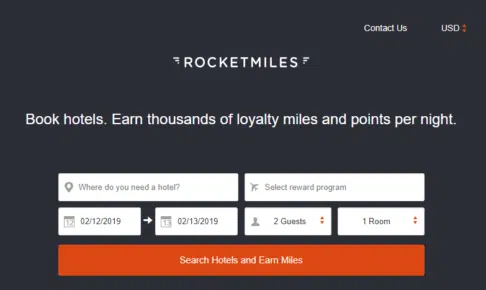 Contact Us USD
ROCKETMILES
Book hotels. Earn thousands of loyalty miles and points per night.
Where do you need a hotel? Select reward program
02/12/2019 02/13/2019 2 Guests 1 Room
Search Hotels and Earn Miles